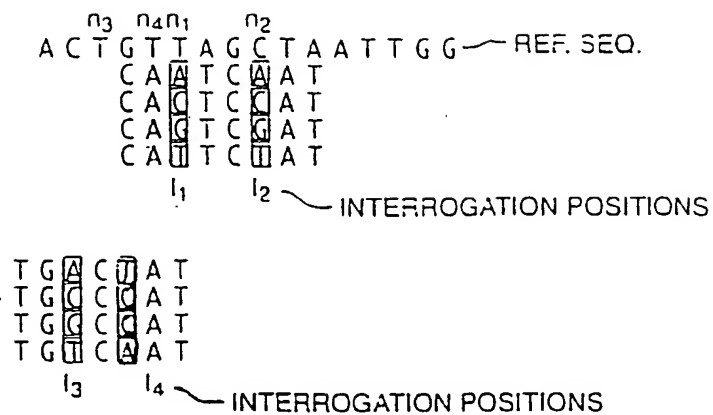 n3 n4 n1 n2
A C T G T T A G C T A A T T G G REF. SEQ.
C A A T C A A T
C A C T C C A T
C A G T C G A T
C A T T C T A T
I1 I2
INTERROGATION POSITIONS
T G A C T A T
T G C C C A T
T G G C G A T
T G T C A A T
I3 I4
INTERROGATION POSITIONS